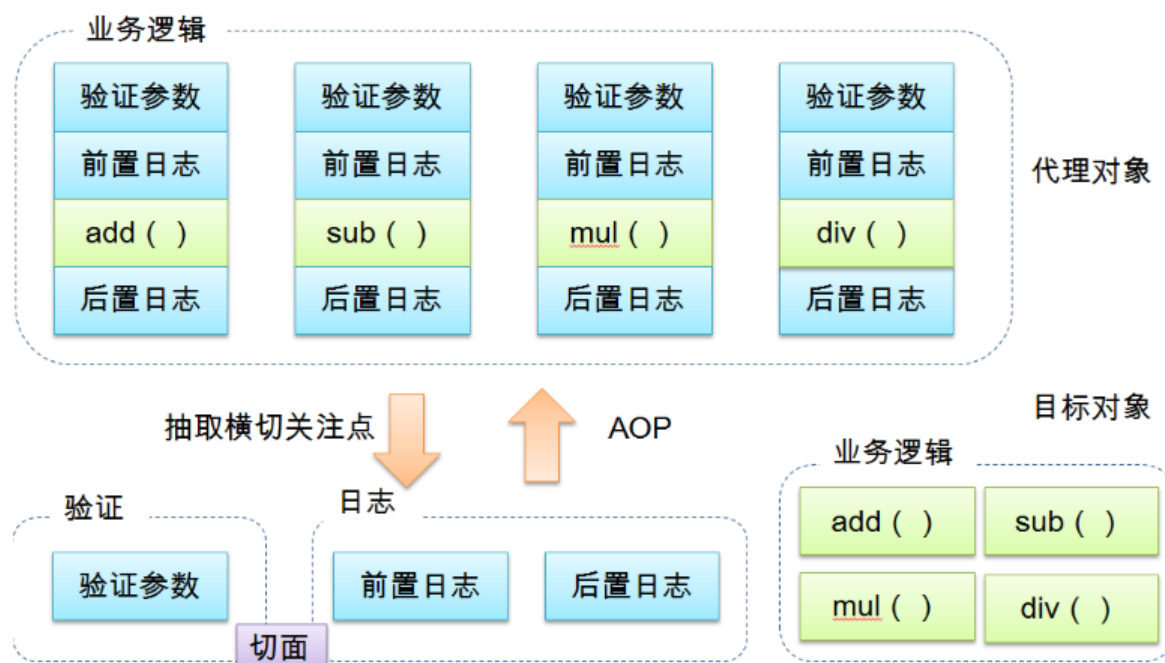 业务逻辑
验证参数 验证参数 验证参数 验证参数
前置日志 前置日志 前置日志 前置日志
代理对象
add ( ) sub ( ) mul ( ) div ( )
后置日志 后置日志 后置日志 后置日志
抽取横切关注点 AOP
目标对象
业务逻辑
验证 日志
add ( ) sub ( )
验证参数 前置日志 后置日志
mul ( ) div ( )
切面